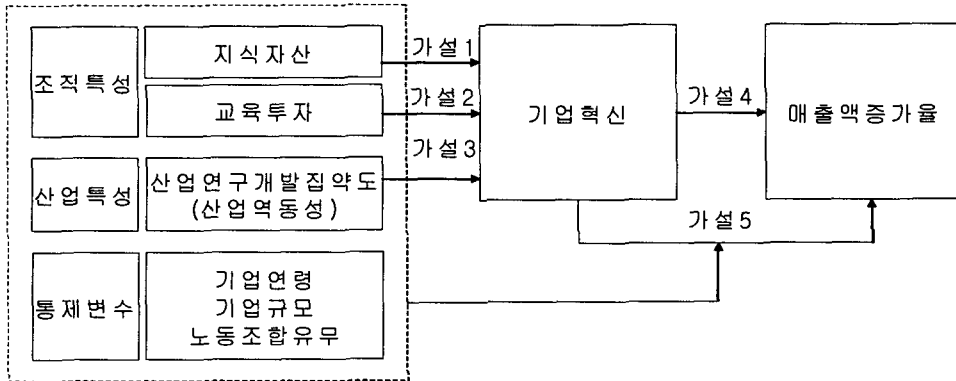 조직특성
지식자산
교육투자
산업특성
산업연구개발집약도
(산업역동성)
통제변수
기업연령
기업규모
노동조합유무
가설1
가설2
가설3
기업혁신
가설4
매출액증가율
가설5